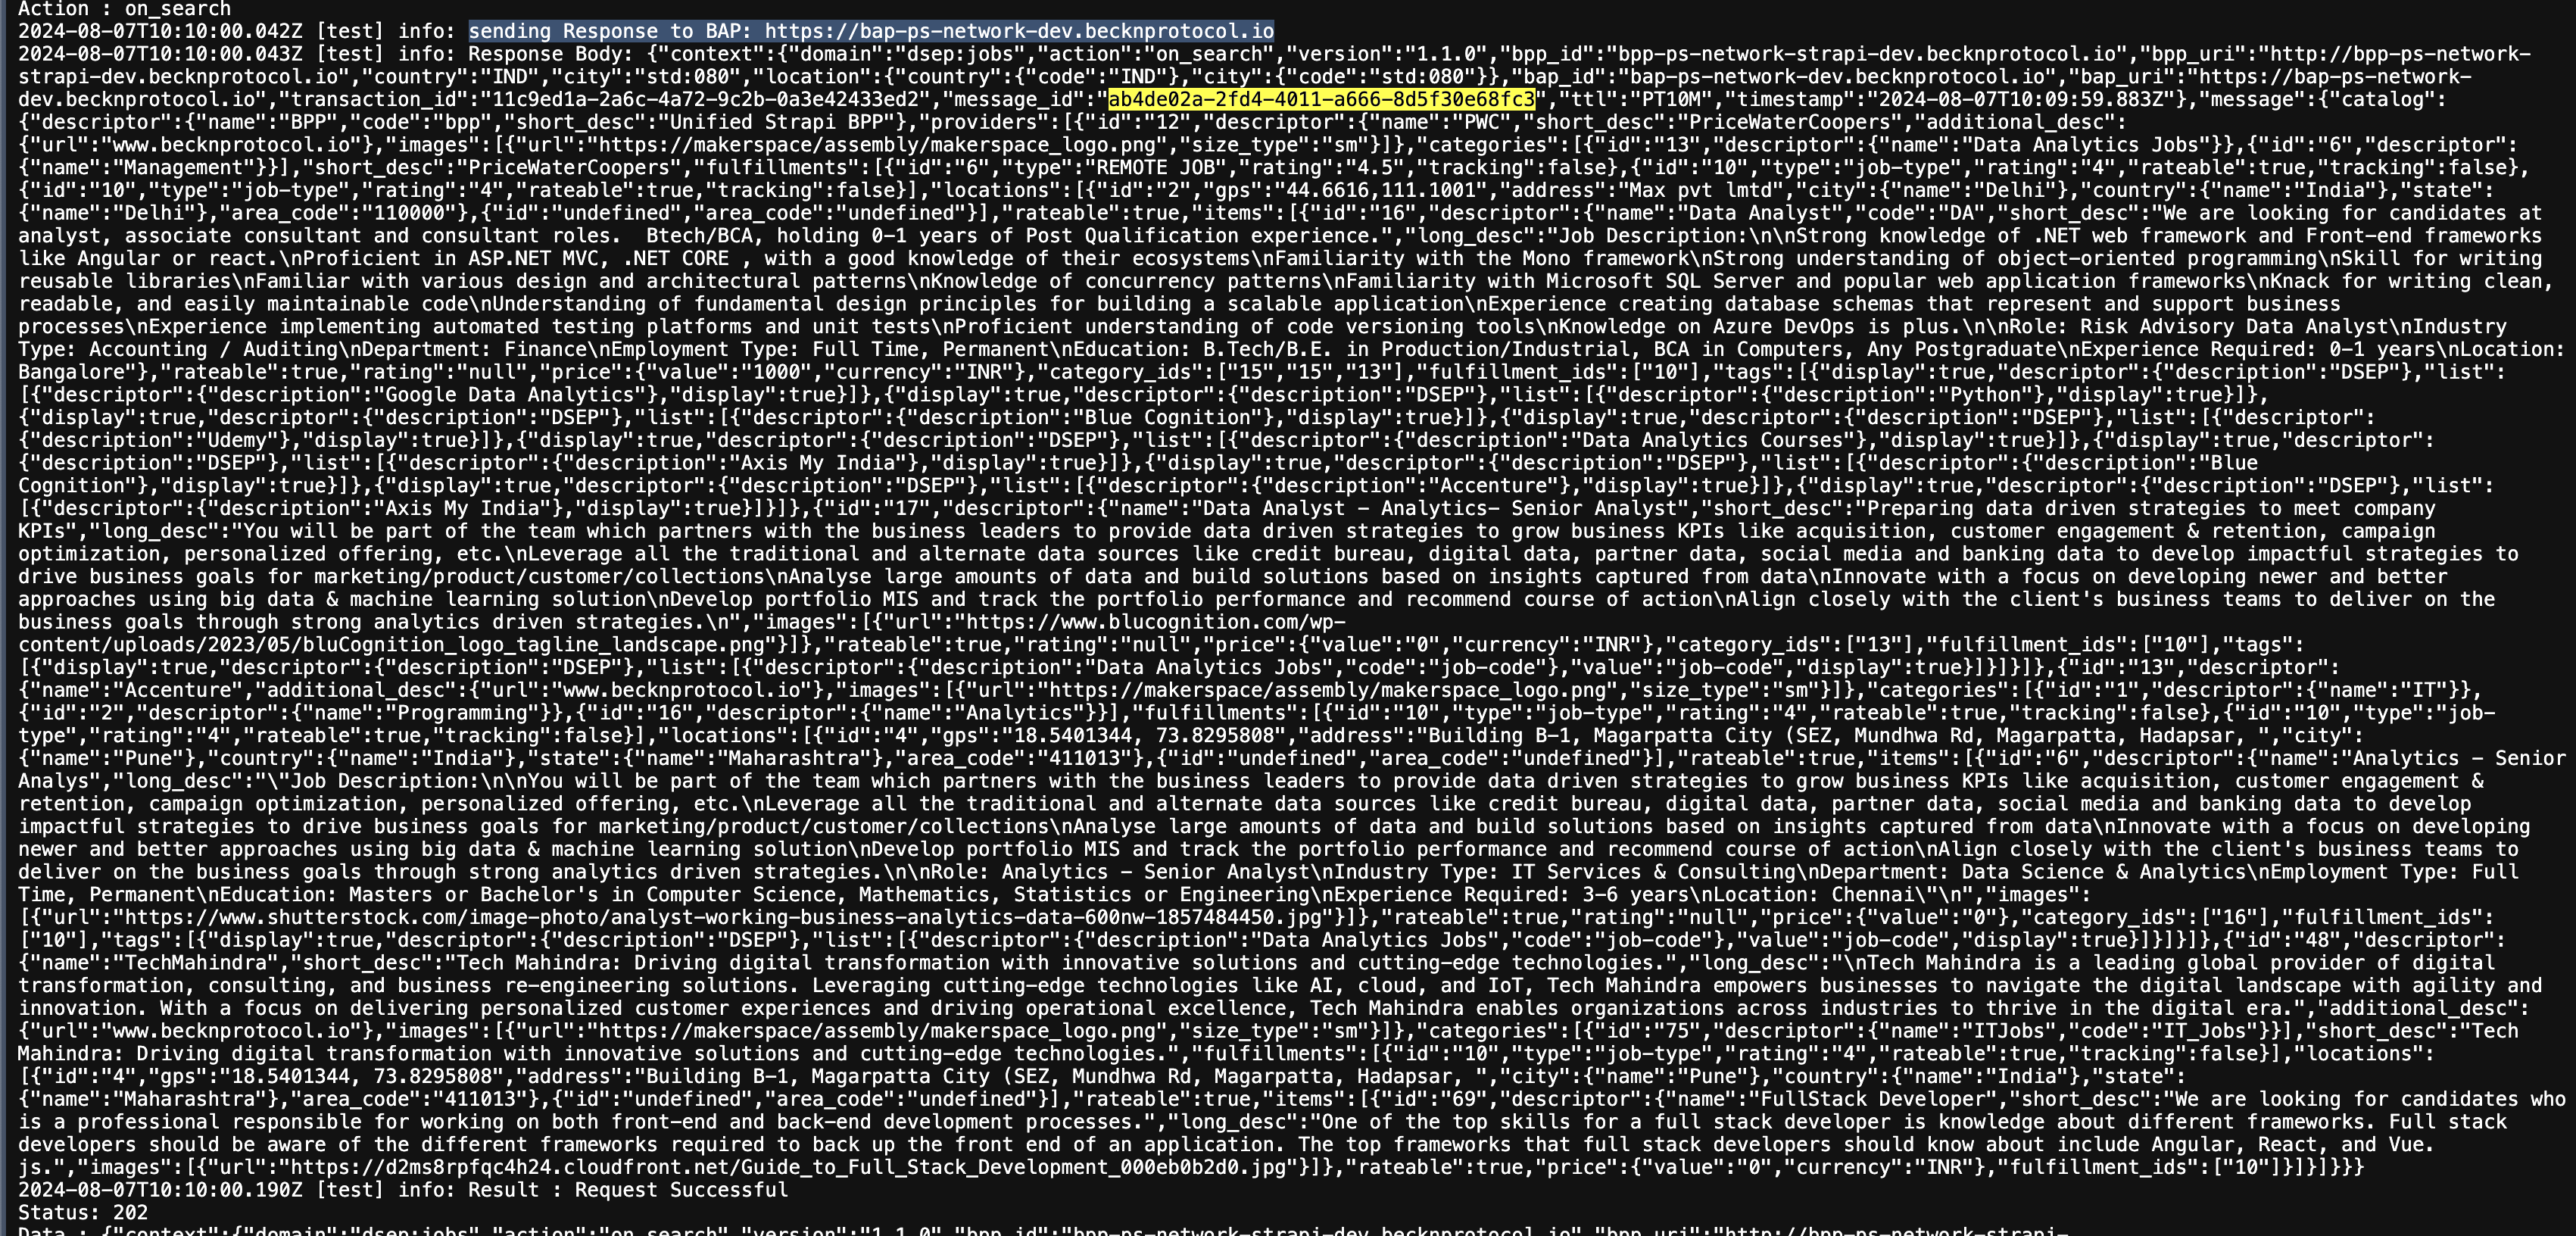 Action : on_search
2024-08-07T10:10:00.042Z [test] info: sending Response to BAP: https://bap-ps-network-dev.becknprotocol.io
2024-08-07T10:10:00.043Z [test] info: Response Body: {"context":{"domain":"dsep:jobs","action":"on_search","version":"1.1.0","bpp_id":"bpp-ps-network-strapi-dev.becknprotocol.io","bpp_uri":"http://bpp-ps-network-
strapi-dev.becknprotocol.io","country":"IND","city":"std:080","location":{"country":{"code":"IND"},"city":{"code":"std:080"}},"bap_id":"bap-ps-network-dev.becknprotocol.io","bap_uri":"https://bap-ps-network-
dev.becknprotocol.io","transaction_id":"11c9ed1a-2a6c-4a72-9c2b-0a3e42433ed2","message_id":"ab4de02a-2fd4-4011-a666-8d5f30e68fc3","ttl":"PT10M","timestamp":"2024-08-07T10:09:59.883Z"},"message":{"catalog":
{"descriptor":{"name":"BPP","code":"bpp","short_desc":"Unified Strapi BPP"},"providers":[{"id":"12","descriptor":{"name":"PWC","short_desc":"PriceWaterCoopers","additional_desc":
{"url":"www.becknprotocol.io"},"images":[{"url":"https://makerspace/assembly/makerspace_logo.png","size_type":"sm"}]},"categories":[{"id":"13","descriptor":{"name":"Data Analytics Jobs"}},{"id":"6","descriptor":
{"name":"Management"}}],"short_desc":"PriceWaterCoopers","fulfillments":[{"id":"6","type":"REMOTE JOB","rating":"4.5","tracking":false},{"id":"10","type":"job-type","rating":"4","rateable":true,"tracking":false},
{"id":"10","type":"job-type","rating":"4","rateable":true,"tracking":false}],"locations":[{"id":"2","gps":"44.6616,111.1001","address":"Max pvt lmtd","city":{"name":"Delhi"},"country":{"name":"India"},"state":
{"name":"Delhi"},"area_code":"110000"},{"id":"undefined","area_code":"undefined"}],"rateable":true,"items":[{"id":"16","descriptor":{"name":"Data Analyst","code":"DA","short_desc":"We are looking for candidates at
analyst, associate consultant and consultant roles.  Btech/BCA, holding 0-1 years of Post Qualification experience.","long_desc":"Job Description:\n\nStrong knowledge of .NET web framework and Front-end frameworks
like Angular or react.\nProficient in ASP.NET MVC, .NET CORE , with a good knowledge of their ecosystems\nFamiliarity with the Mono framework\nStrong understanding of object-oriented programming\nSkill for writing
reusable libraries\nFamiliar with various design and architectural patterns\nKnowledge of concurrency patterns\nFamiliarity with Microsoft SQL Server and popular web application frameworks\nKnack for writing clean,
readable, and easily maintainable code\nUnderstanding of fundamental design principles for building a scalable application\nExperience creating database schemas that represent and support business
processes\nExperience implementing automated testing platforms and unit tests\nProficient understanding of code versioning tools\nKnowledge on Azure DevOps is plus.\n\nRole: Risk Advisory Data Analyst\nIndustry
Type: Accounting / Auditing\nDepartment: Finance\nEmployment Type: Full Time, Permanent\nEducation: B.Tech/B.E. in Production/Industrial, BCA in Computers, Any Postgraduate\nExperience Required: 0-1 years\nLocation:
Bangalore"},"rateable":true,"rating":"null","price":{"value":"1000","currency":"INR"},"category_ids":["15","15","13"],"fulfillment_ids":["10"],"tags":[{"display":true,"descriptor":{"description":"DSEP"},"list":
[{"descriptor":{"description":"Google Data Analytics"},"display":true}]},{"display":true,"descriptor":{"description":"DSEP"},"list":[{"descriptor":{"description":"Python"},"display":true}]},
{"display":true,"descriptor":{"description":"DSEP"},"list":[{"descriptor":{"description":"Blue Cognition"},"display":true}]},{"display":true,"descriptor":{"description":"DSEP"},"list":[{"descriptor":
{"description":"Udemy"},"display":true}]},{"display":true,"descriptor":{"description":"DSEP"},"list":[{"descriptor":{"description":"Data Analytics Courses"},"display":true}]},{"display":true,"descriptor":
{"description":"DSEP"},"list":[{"descriptor":{"description":"Axis My India"},"display":true}]},{"display":true,"descriptor":{"description":"DSEP"},"list":[{"descriptor":{"description":"Blue
Cognition"},"display":true}]},{"display":true,"descriptor":{"description":"DSEP"},"list":[{"descriptor":{"description":"Accenture"},"display":true}]},{"display":true,"descriptor":{"description":"DSEP"},"list":
[{"descriptor":{"description":"Axis My India"},"display":true}]}]},{"id":"17","descriptor":{"name":"Data Analyst – Analytics– Senior Analyst","short_desc":"Preparing data driven strategies to meet company
KPIs","long_desc":"You will be part of the team which partners with the business leaders to provide data driven strategies to grow business KPIs like acquisition, customer engagement & retention, campaign
optimization, personalized offering, etc.\nLeverage all the traditional and alternate data sources like credit bureau, digital data, partner data, social media and banking data to develop impactful strategies to
drive business goals for marketing/product/customer/collections\nAnalyse large amounts of data and build solutions based on insights captured from data\nInnovate with a focus on developing newer and better
approaches using big data & machine learning solution\nDevelop portfolio MIS and track the portfolio performance and recommend course of action\nAlign closely with the client's business teams to deliver on the
business goals through strong analytics driven strategies.\n","images":[{"url":"https://www.blucognition.com/wp-
content/uploads/2023/05/bluCognition_logo_tagline_landscape.png"}]},"rateable":true,"rating":"null","price":{"value":"0","currency":"INR"},"category_ids":["13"],"fulfillment_ids":["10"],"tags":
[{"display":true,"descriptor":{"description":"DSEP"},"list":[{"descriptor":{"description":"Data Analytics Jobs","code":"job-code"},"value":"job-code","display":true}]}]}]},{"id":"13","descriptor":
{"name":"Accenture","additional_desc":{"url":"www.becknprotocol.io"},"images":[{"url":"https://makerspace/assembly/makerspace_logo.png","size_type":"sm"}]},"categories":[{"id":"1","descriptor":{"name":"IT"}},
{"id":"2","descriptor":{"name":"Programming"}},{"id":"16","descriptor":{"name":"Analytics"}}],"fulfillments":[{"id":"10","type":"job-type","rating":"4","rateable":true,"tracking":false},{"id":"10","type":"job-
type","rating":"4","rateable":true,"tracking":false}],"locations":[{"id":"4","gps":"18.5401344, 73.8295808","address":"Building B-1, Magarpatta City (SEZ, Mundhwa Rd, Magarpatta, Hadapsar, ","city":
{"name":"Pune"},"country":{"name":"India"},"state":{"name":"Maharashtra"},"area_code":"411013"},{"id":"undefined","area_code":"undefined"}],"rateable":true,"items":[{"id":"6","descriptor":{"name":"Analytics – Senior
Analys","long_desc":"\"Job Description:\n\nYou will be part of the team which partners with the business leaders to provide data driven strategies to grow business KPIs like acquisition, customer engagement &
retention, campaign optimization, personalized offering, etc.\nLeverage all the traditional and alternate data sources like credit bureau, digital data, partner data, social media and banking data to develop
impactful strategies to drive business goals for marketing/product/customer/collections\nAnalyse large amounts of data and build solutions based on insights captured from data\nInnovate with a focus on developing
newer and better approaches using big data & machine learning solution\nDevelop portfolio MIS and track the portfolio performance and recommend course of action\nAlign closely with the client's business teams to
deliver on the business goals through strong analytics driven strategies.\n\nRole: Analytics – Senior Analyst\nIndustry Type: IT Services & Consulting\nDepartment: Data Science & Analytics\nEmployment Type: Full
Time, Permanent\nEducation: Masters or Bachelor's in Computer Science, Mathematics, Statistics or Engineering\nExperience Required: 3-6 years\nLocation: Chennai\"\n","images":
[{"url":"https://www.shutterstock.com/image-photo/analyst-working-business-analytics-data-600nw-1857484450.jpg"}]},"rateable":true,"rating":"null","price":{"value":"0"},"category_ids":["16"],"fulfillment_ids":
["10"],"tags":[{"display":true,"descriptor":{"description":"DSEP"},"list":[{"descriptor":{"description":"Data Analytics Jobs","code":"job-code"},"value":"job-code","display":true}]}]}]},{"id":"48","descriptor":
{"name":"TechMahindra","short_desc":"Tech Mahindra: Driving digital transformation with innovative solutions and cutting-edge technologies.","long_desc":"\nTech Mahindra is a leading global provider of digital
transformation, consulting, and business re-engineering solutions. Leveraging cutting-edge technologies like AI, cloud, and IoT, Tech Mahindra empowers businesses to navigate the digital landscape with agility and
innovation. With a focus on delivering personalized customer experiences and driving operational excellence, Tech Mahindra enables organizations across industries to thrive in the digital era.","additional_desc":
{"url":"www.becknprotocol.io"},"images":[{"url":"https://makerspace/assembly/makerspace_logo.png","size_type":"sm"}]},"categories":[{"id":"75","descriptor":{"name":"ITJobs","code":"IT_Jobs"}}],"short_desc":"Tech
Mahindra: Driving digital transformation with innovative solutions and cutting-edge technologies.","fulfillments":[{"id":"10","type":"job-type","rating":"4","rateable":true,"tracking":false}],"locations":
[{"id":"4","gps":"18.5401344, 73.8295808","address":"Building B-1, Magarpatta City (SEZ, Mundhwa Rd, Magarpatta, Hadapsar, ","city":{"name":"Pune"},"country":{"name":"India"},"state":
{"name":"Maharashtra"},"area_code":"411013"},{"id":"undefined","area_code":"undefined"}],"rateable":true,"items":[{"id":"69","descriptor":{"name":"FullStack Developer","short_desc":"We are looking for candidates who
is a professional responsible for working on both front-end and back-end development processes.","long_desc":"One of the top skills for a full stack developer is knowledge about different frameworks. Full stack
developers should be aware of the different frameworks required to back up the front end of an application. The top frameworks that full stack developers should know about include Angular, React, and Vue.
js.","images":[{"url":"https://d2ms8rpfqc4h24.cloudfront.net/Guide_to_Full_Stack_Development_000eb0b2d0.jpg"}]},"rateable":true,"price":{"value":"0","currency":"INR"},"fulfillment_ids":["10"]}]}]}}}
2024-08-07T10:10:00.190Z [test] info: Result : Request Successful
Status: 202
Data : {"context":{"domain":"dsep:jobs","action":"on_search","version":"1.1.0","bpp_id":"bpp-ps-network-strapi-dev.becknprotocol.io","bpp_uri":"http://bpp-ps-network-strapi-